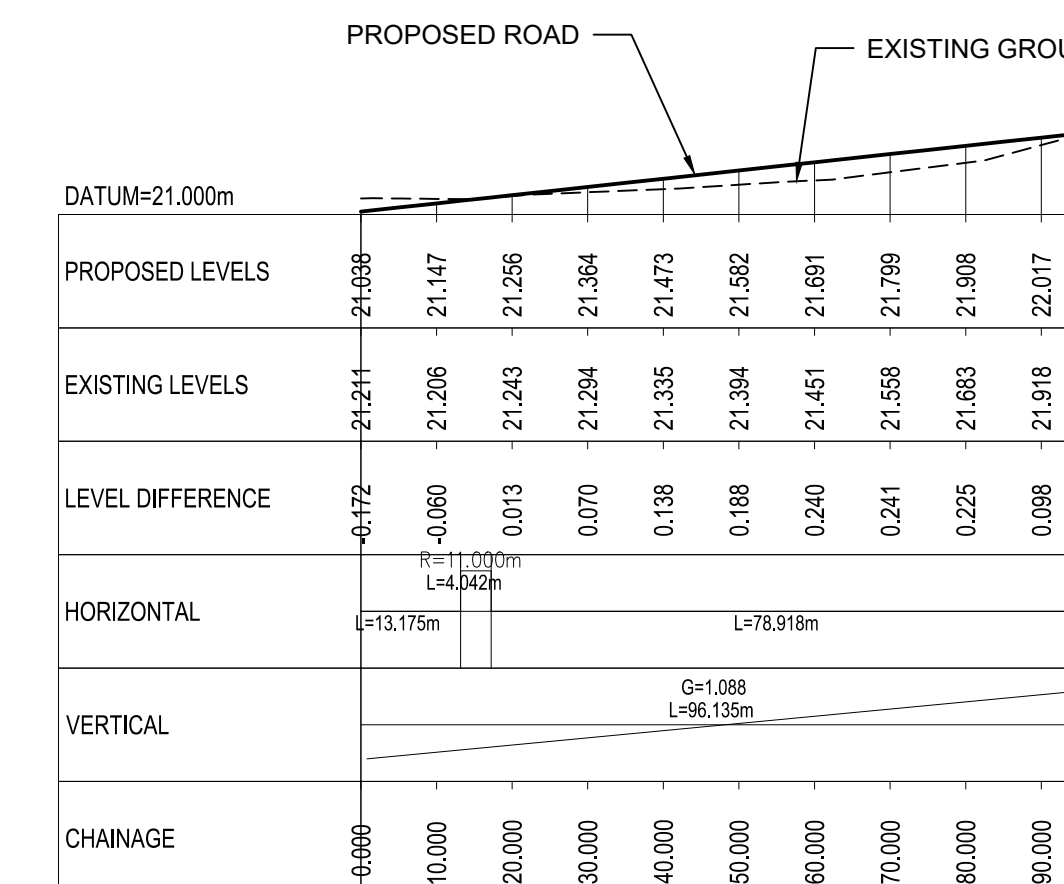 PROPOSED ROAD
EXISTING GROU
DATUM=21.000m
PROPOSED LEVELS 21.038 21.147 21.256 21.364 21.473 21.582 21.691 21.799 21.908 22.017
EXISTING LEVELS 21.211 21.206 21.243 21.294 21.335 21.394 21.451 21.558 21.683 21.918
LEVEL DIFFERENCE -0.172 -0.060 0.013 0.070 0.138 0.188 0.240 0.241 0.225 0.098
R=11.000m
L=4.042m
HORIZONTAL
L=13.175m L=78.918m
G=1.088
L=96.135m
VERTICAL
CHAINAGE 0.000 10.000 20.000 30.000 40.000 50.000 60.000 70.000 80.000 90.000